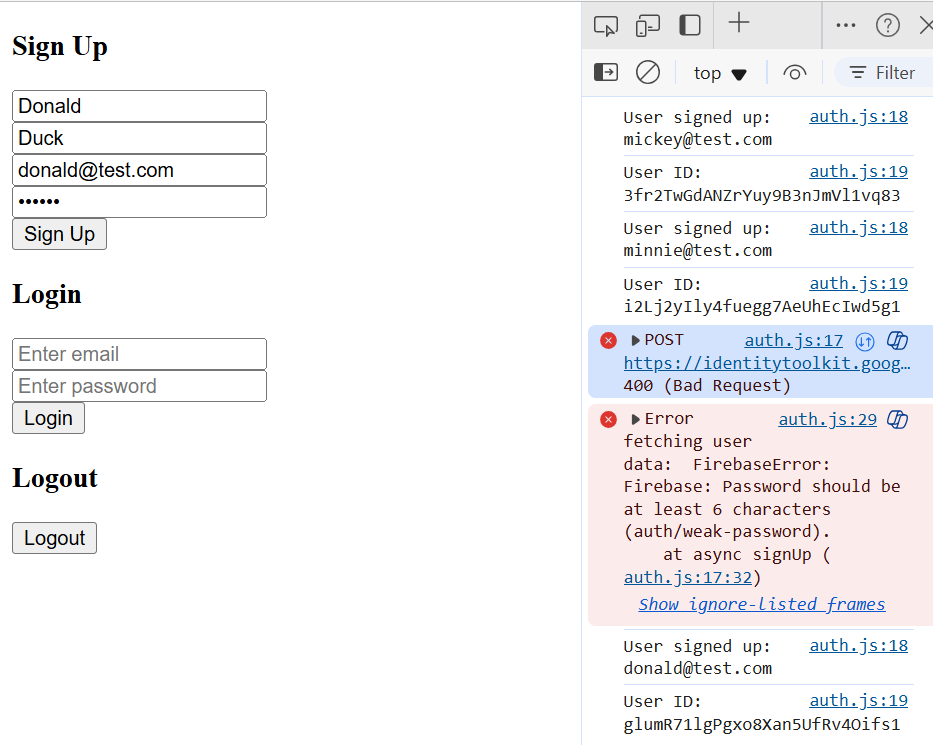 Sign Up
Donald
Duck
donald@test.com
••••••
Sign Up
Login
Enter email
Enter password
Login
Logout
Logout
top
Filter
User signed up: auth.js:18
mickey@test.com
User ID: auth.js:19
3fr2TwGdANZrYuy9B3nJmVl1vq83
User signed up: auth.js:18
minnie@test.com
User ID: auth.js:19
i2Lj2yIly4fuegg7AeUhEcIwd5g1
POST auth.js:17
https://identitytoolkit.goog…
400 (Bad Request)
Error auth.js:29
fetching user
data:  FirebaseError:
Firebase: Password should be
at least 6 characters
(auth/weak-password).
at async signUp (
auth.js:17:32)
Show ignore-listed frames
User signed up: auth.js:18
donald@test.com
User ID: auth.js:19
glumR71lgPgxo8Xan5UfRv4Oifs1